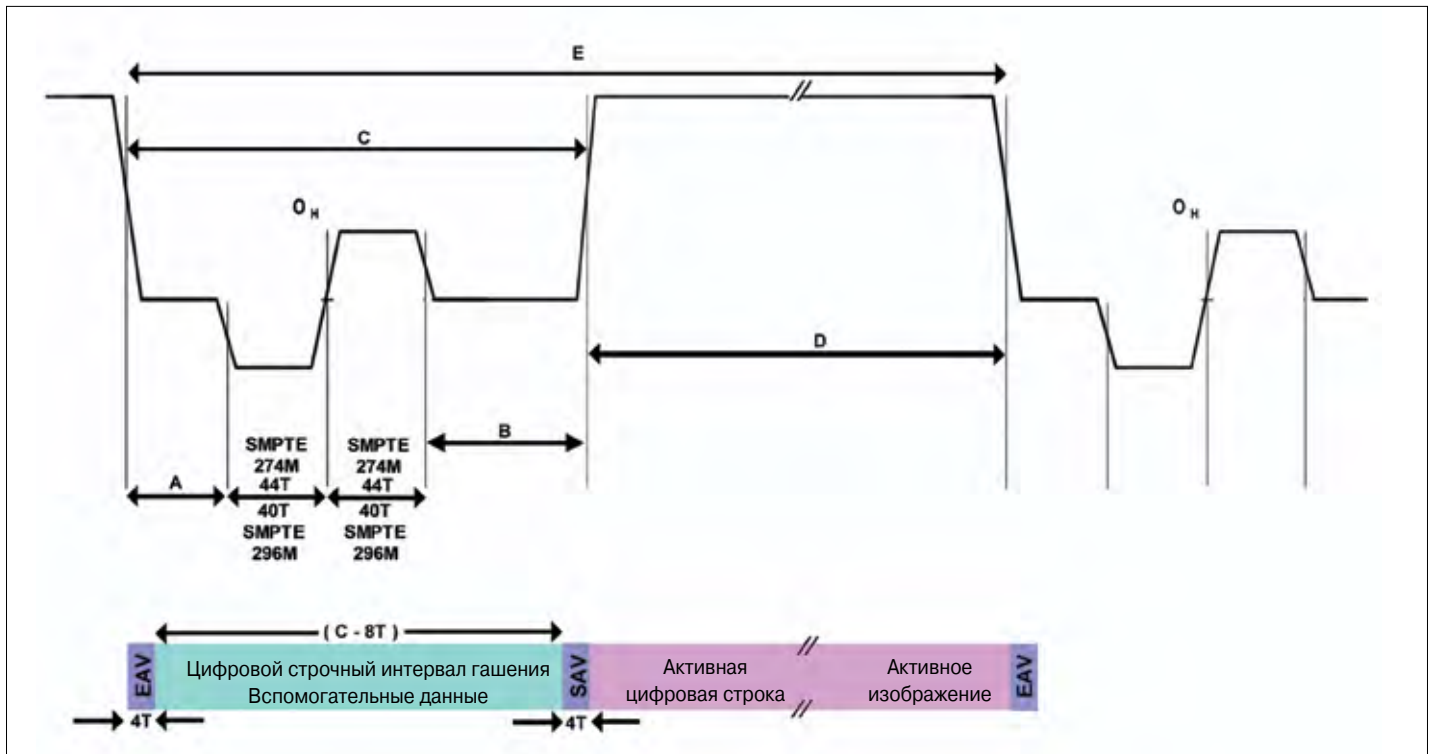 E
C
O H
O H
D
B
SMPTE
274M
44T
40T
SMPTE
296M
SMPTE
274M
44T
40T
SMPTE
296M
A
( C - 8T )
EAV
Цифровой строчный интервал гашения
Вспомогательные данные
SAV
Активная
цифровая строка
Активное
изображение
EAV
4T
4T